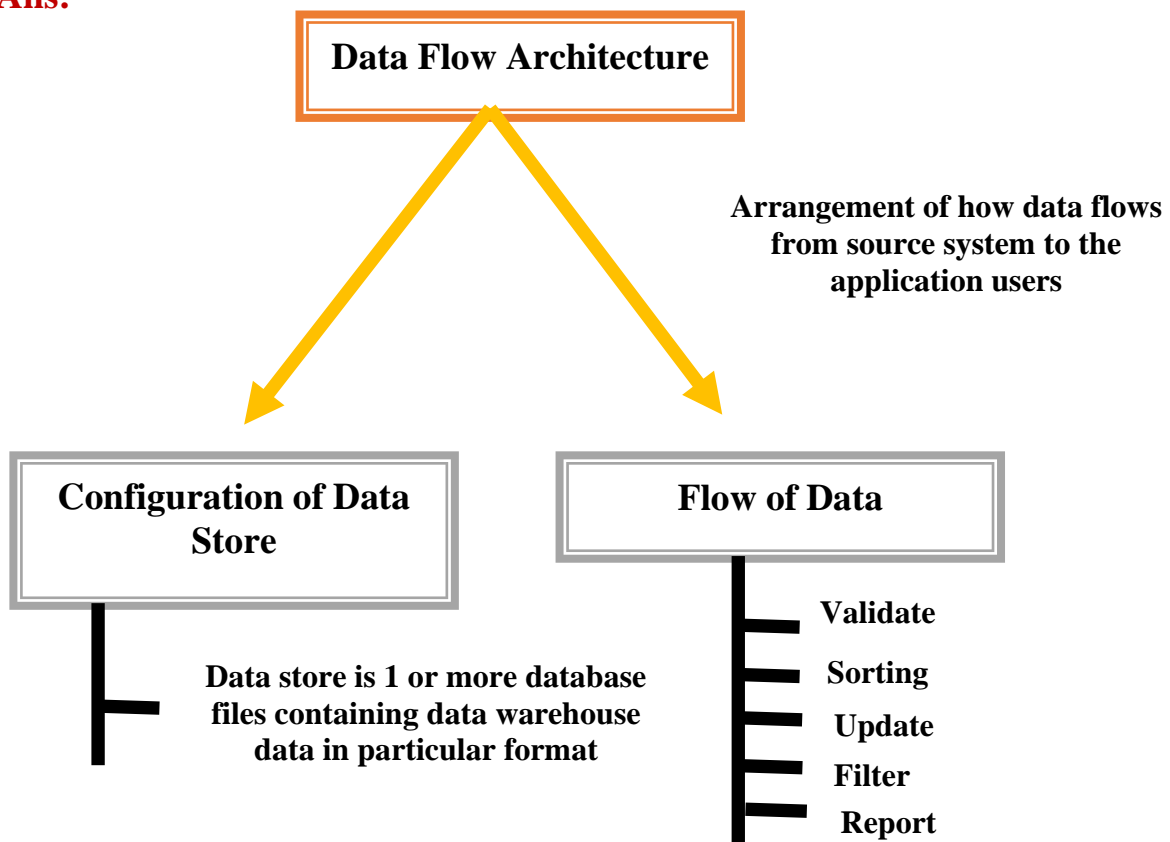 Ans:
Data Flow Architecture
Arrangement of how data flows
from source system to the
application users
Configuration of Data
Store
Flow of Data
Data store is 1 or more database
files containing data warehouse
data in particular format
Validate
Sorting
Update
Filter
Report